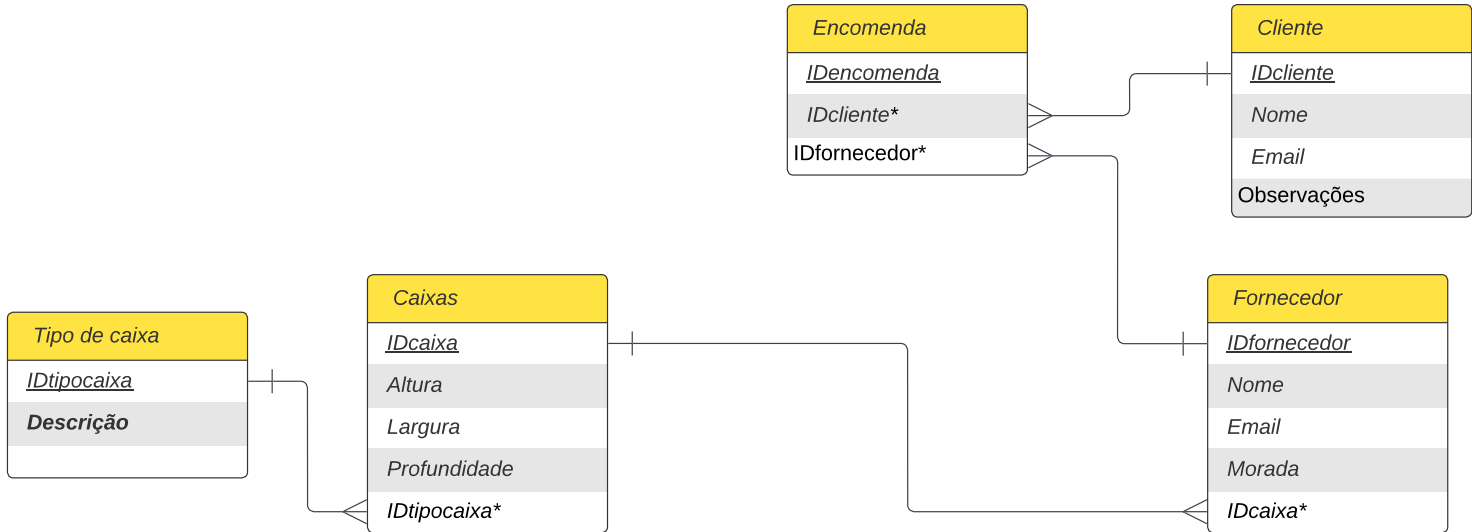 Encomenda
IDencomenda
IDcliente*
IDfornecedor*
Cliente
IDcliente
Nome
Email
Observações
Tipo de caixa
IDtipocaixa
Descrição
Caixas
IDcaixa
Altura
Largura
Profundidade
IDtipocaixa*
Fornecedor
IDfornecedor
Nome
Email
Morada
IDcaixa*